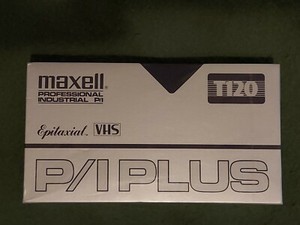 maxell®
T120
PROFESSIONAL
INDUSTRIAL P/I
Epitaxial® VHS
P/I PLUS